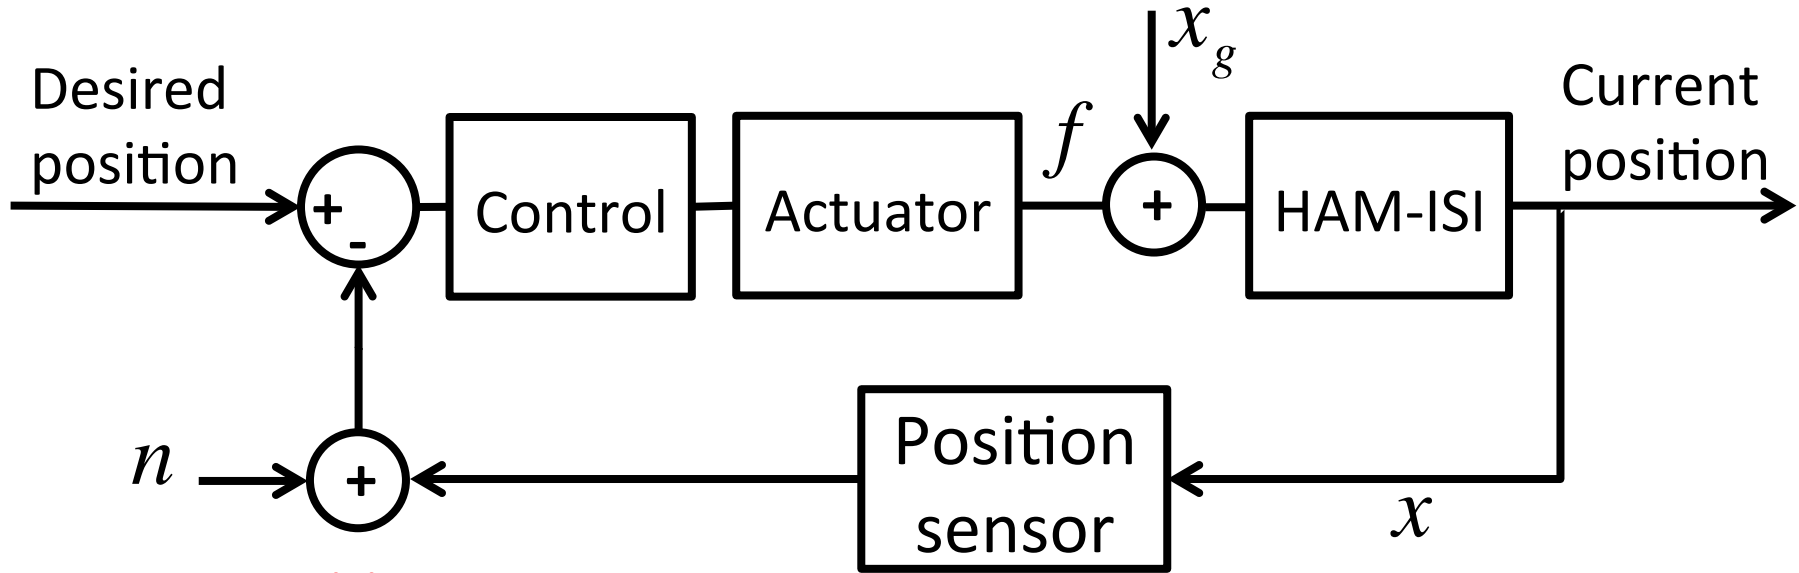 Desired
position
+
-
Control
Actuator
f
x_g
+
HAM-ISI
Current
position
n
+
Position
sensor
x